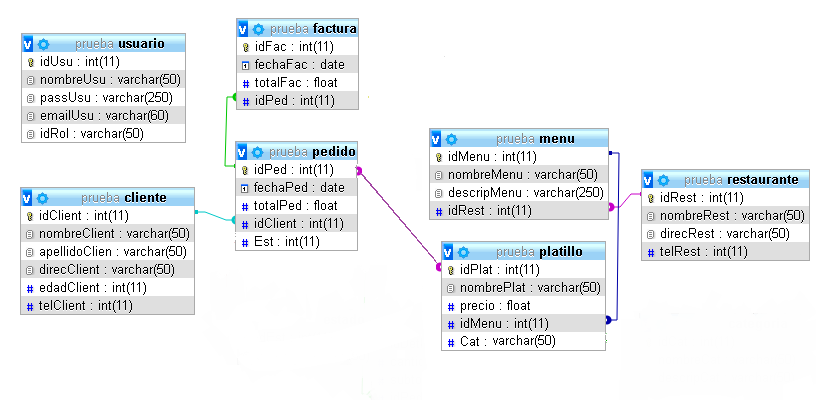 prueba usuario
idUsu : int(11)
nombreUsu : varchar(50)
passUsu : varchar(250)
emailUsu : varchar(60)
idRol : varchar(50)
prueba factura
idFac : int(11)
fechaFac : date
totalFac : float
idPed : int(11)
prueba pedido
idPed : int(11)
fechaPed : date
totalPed : float
idClient : int(11)
Est : int(11)
prueba cliente
idClient : int(11)
nombreClient : varchar(50)
apellidoClien : varchar(50)
direcClient : varchar(50)
edadClient : int(11)
telClient : int(11)
prueba menu
idMenu : int(11)
nombreMenu : varchar(50)
descripMenu : varchar(250)
idRest : int(11)
prueba platillo
idPlat : int(11)
nombrePlat : varchar(50)
precio : float
idMenu : int(11)
Cat : varchar(50)
prueba restaurante
idRest : int(11)
nombreRest : varchar(50)
direcRest : varchar(50)
telRest : int(11)